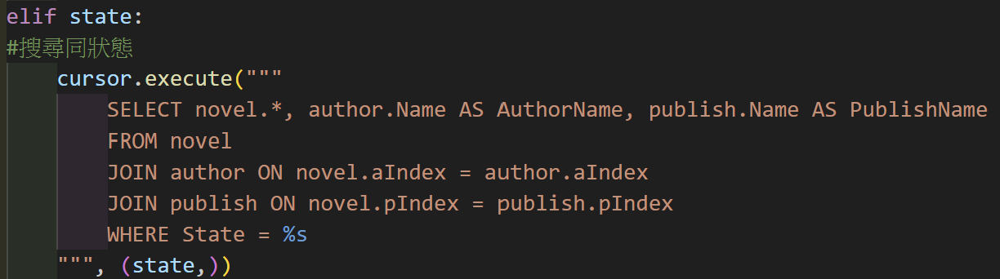 elif state:
#搜尋同狀態
cursor.execute("""
SELECT novel.*, author.Name AS AuthorName, publish.Name AS PublishName
FROM novel
JOIN author ON novel.aIndex = author.aIndex
JOIN publish ON novel.pIndex = publish.pIndex
WHERE State = %s
""", (state,))